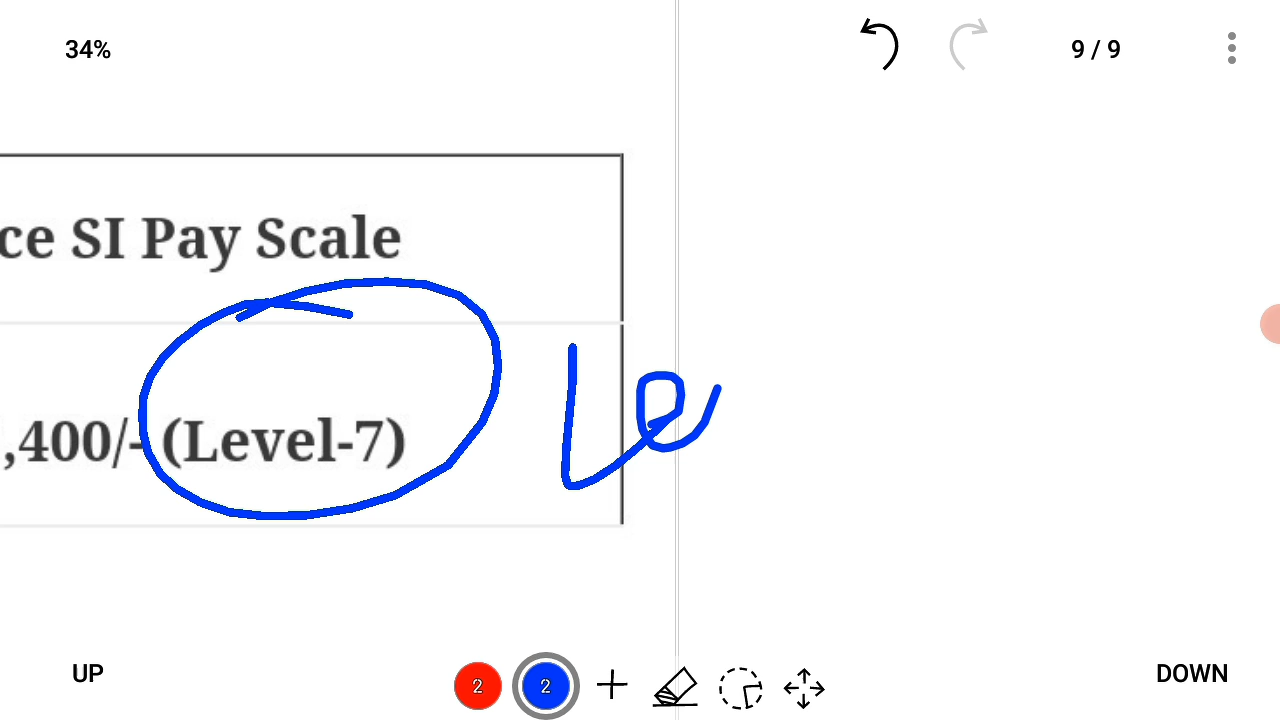 34%
9 / 9
ce SI Pay Scale
,400/- (Level-7)
Le
UP
2
2
DOWN